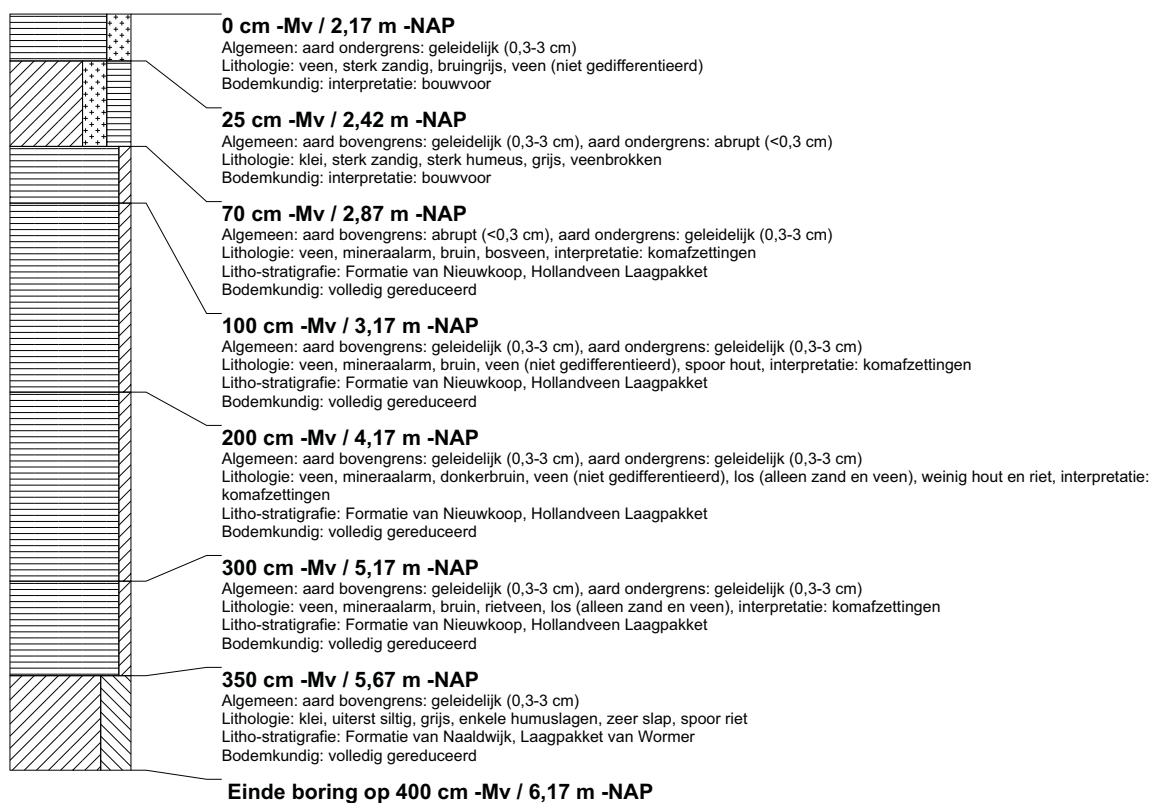 0 cm -Mv / 2,17 m -NAP
Algemeen: aard ondergrens: geleidelijk (0,3-3 cm)
Lithologie: veen, sterk zandig, bruingrijs, veen (niet gedifferentieerd)
Bodemkundig: interpretatie: bouwvoor
25 cm -Mv / 2,42 m -NAP
Algemeen: aard bovengrens: geleidelijk (0,3-3 cm), aard ondergrens: abrupt (<0,3 cm)
Lithologie: klei, sterk zandig, sterk humeus, grijs, veenbrokken
Bodemkundig: interpretatie: bouwvoor
70 cm -Mv / 2,87 m -NAP
Algemeen: aard bovengrens: abrupt (<0,3 cm), aard ondergrens: geleidelijk (0,3-3 cm)
Lithologie: veen, mineraalarm, bruin, bosveen, interpretatie: komafzettingen
Litho-stratigrafie: Formatie van Nieuwkoop, Hollandveen Laagpakket
Bodemkundig: volledig gereduceerd
100 cm -Mv / 3,17 m -NAP
Algemeen: aard bovengrens: geleidelijk (0,3-3 cm), aard ondergrens: geleidelijk (0,3-3 cm)
Lithologie: veen, mineraalarm, bruin, veen (niet gedifferentieerd), spoor hout, interpretatie: komafzettingen
Litho-stratigrafie: Formatie van Nieuwkoop, Hollandveen Laagpakket
Bodemkundig: volledig gereduceerd
200 cm -Mv / 4,17 m -NAP
Algemeen: aard bovengrens: geleidelijk (0,3-3 cm), aard ondergrens: geleidelijk (0,3-3 cm)
Lithologie: veen, mineraalarm, donkerbruin, veen (niet gedifferentieerd), los (alleen zand en veen), weinig hout en riet, interpretatie:
komafzettingen
Litho-stratigrafie: Formatie van Nieuwkoop, Hollandveen Laagpakket
Bodemkundig: volledig gereduceerd
300 cm -Mv / 5,17 m -NAP
Algemeen: aard bovengrens: geleidelijk (0,3-3 cm), aard ondergrens: geleidelijk (0,3-3 cm)
Lithologie: veen, mineraalarm, bruin, rietveen, los (alleen zand en veen), interpretatie: komafzettingen
Litho-stratigrafie: Formatie van Nieuwkoop, Hollandveen Laagpakket
Bodemkundig: volledig gereduceerd
350 cm -Mv / 5,67 m -NAP
Algemeen: aard bovengrens: geleidelijk (0,3-3 cm)
Lithologie: klei, uiterst siltig, grijs, enkele humuslagen, zeer slap, spoor riet
Litho-stratigrafie: Formatie van Naaldwijk, Laagpakket van Wormer
Bodemkundig: volledig gereduceerd
Einde boring op 400 cm -Mv / 6,17 m -NAP